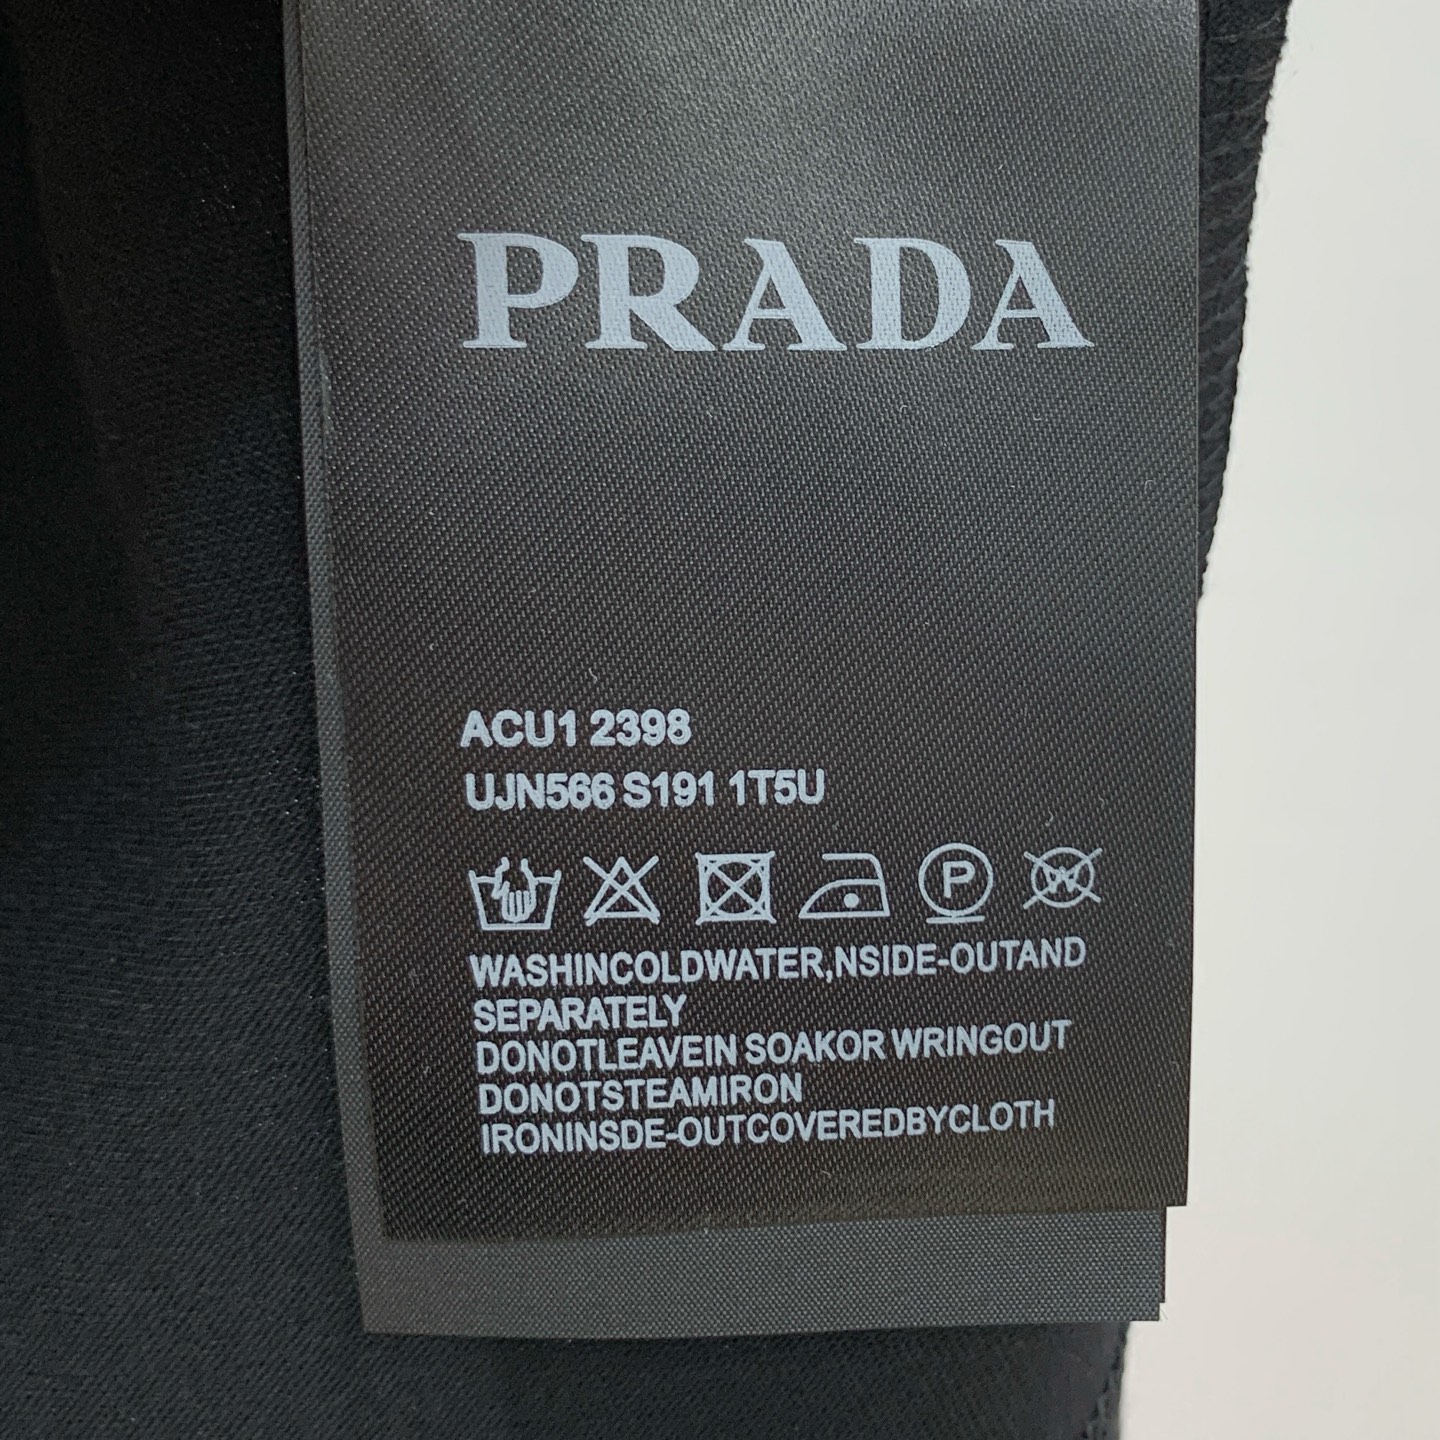 PRADA
ACU1 2398
UJN566 S191 1T5U
P W
WASHINCOLDWATER,NSIDE-OUTAND
SEPARATELY
DONOTLEAVEIN SOAKOR WRINGOUT
DONOTSTEAMIRON
IRONINSDE-OUTCOVEREDBYCLOTH